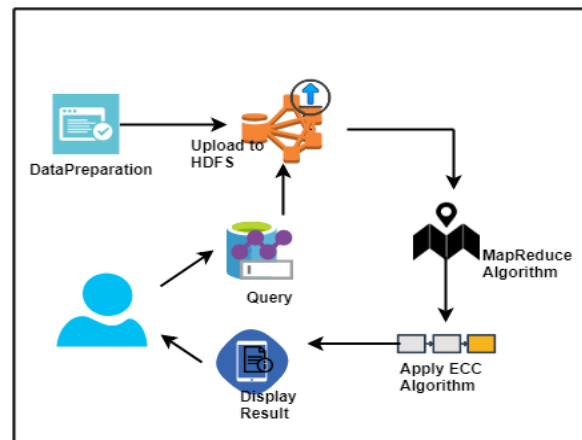 Upload to
HDFS
DataPreparation
MapReduce
Algorithm
Query
Apply ECC
Algorithm
Display
Result